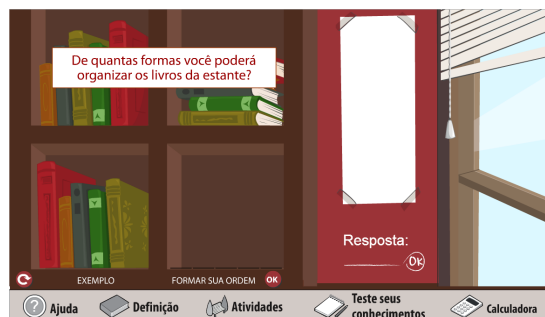 De quantas formas você poderá
organizar os livros da estante?
Resposta:
OK
EXEMPLO
FORMAR SUA ORDEM
OK
Ajuda
Definição
Atividades
Teste seus
conhecimentos
Calculadora